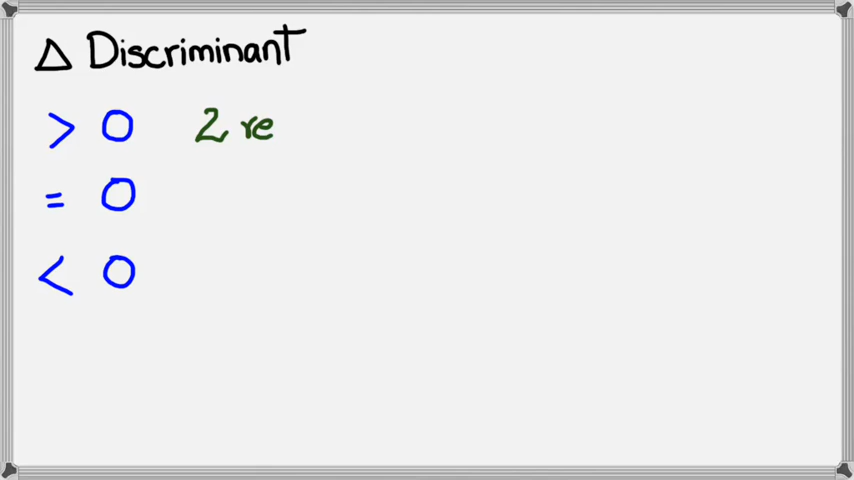 Δ Discriminant
> 0 2 re
= 0
< 0